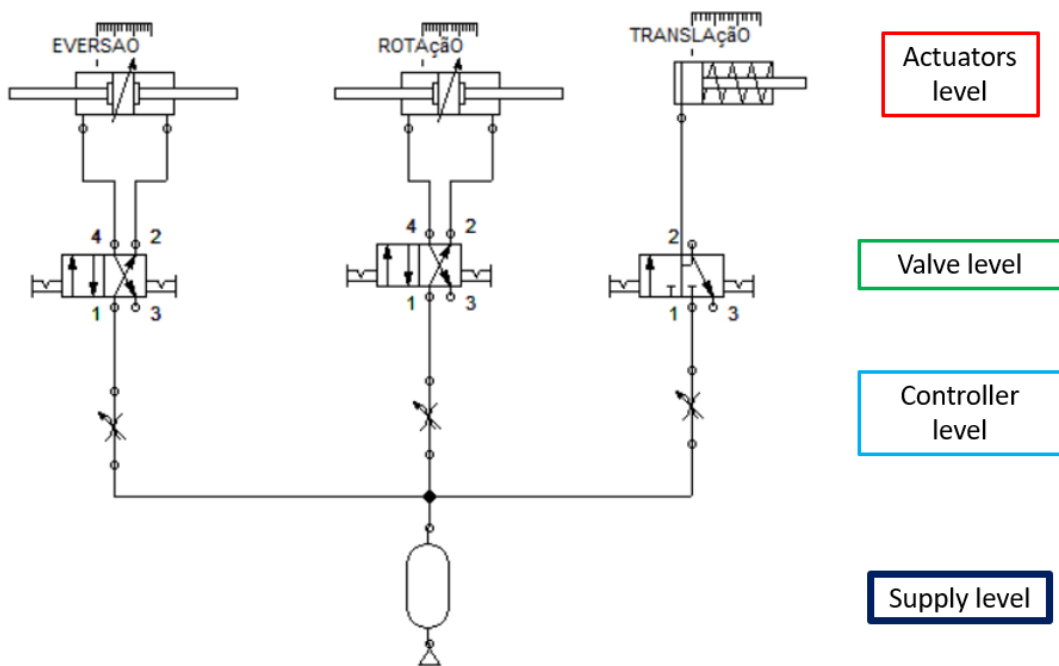 EVERSAO
ROTAçãO
TRANSLAçãO
Actuators
level
4 2
4 2
2
Valve level
1 3
1 3
1 3
Controller
level
Supply level